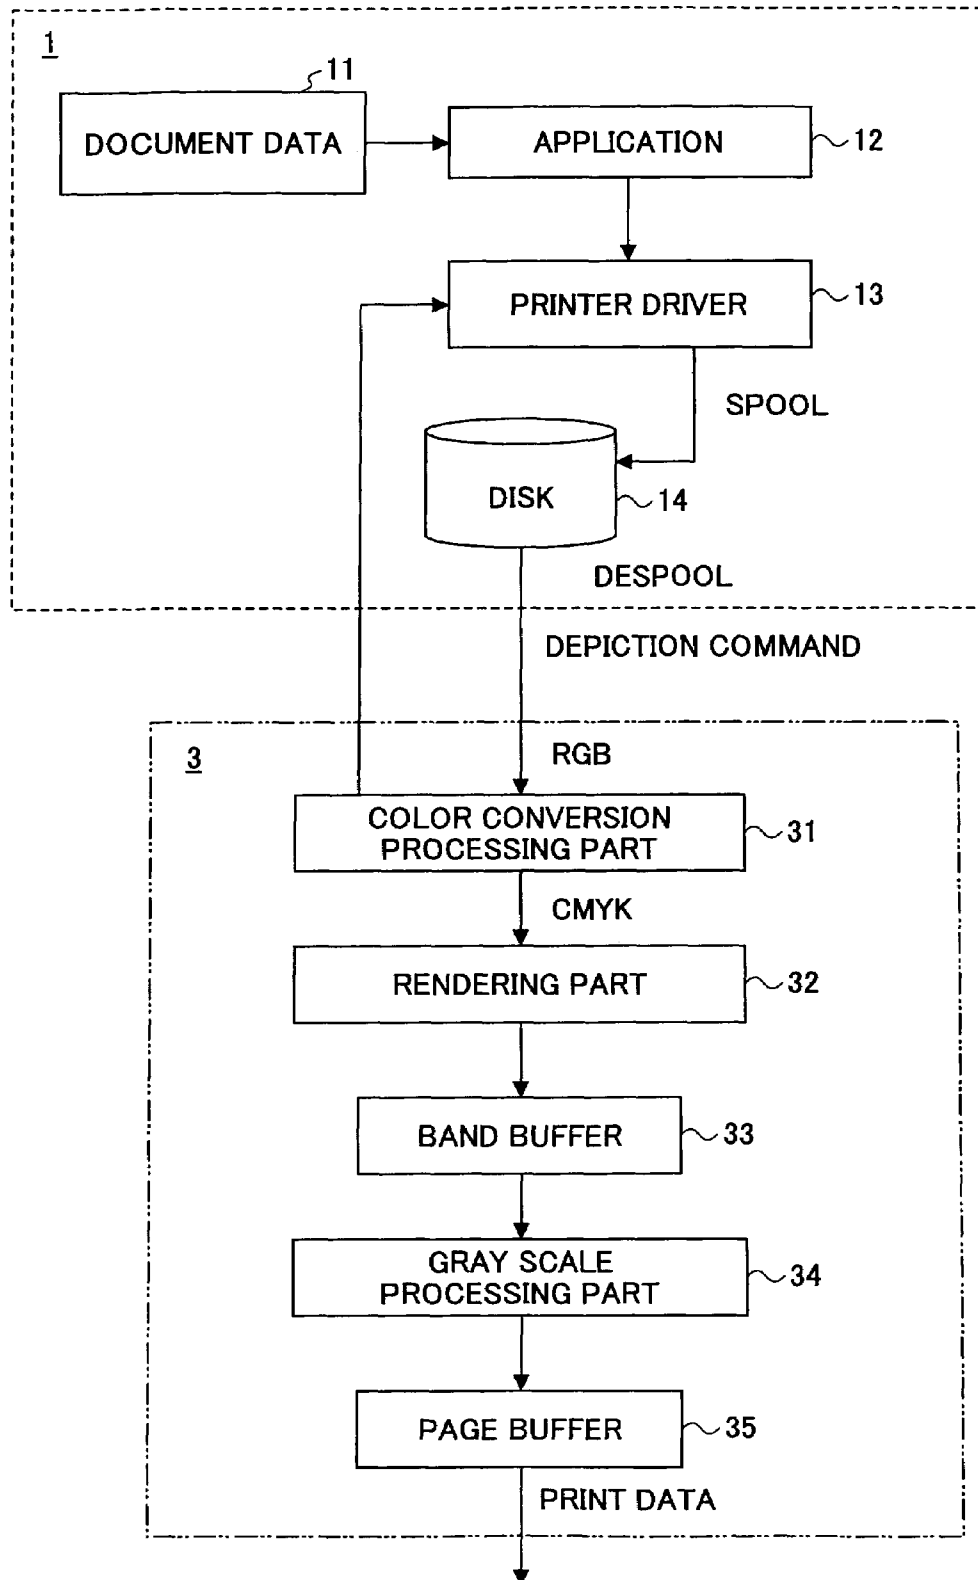 1
11
DOCUMENT DATA
APPLICATION
12
PRINTER DRIVER
13
SPOOL
DISK
14
DESPOOL
DEPICTION COMMAND
3
RGB
COLOR CONVERSION
PROCESSING PART
31
CMYK
RENDERING PART
32
BAND BUFFER
33
GRAY SCALE
PROCESSING PART
34
PAGE BUFFER
35
PRINT DATA